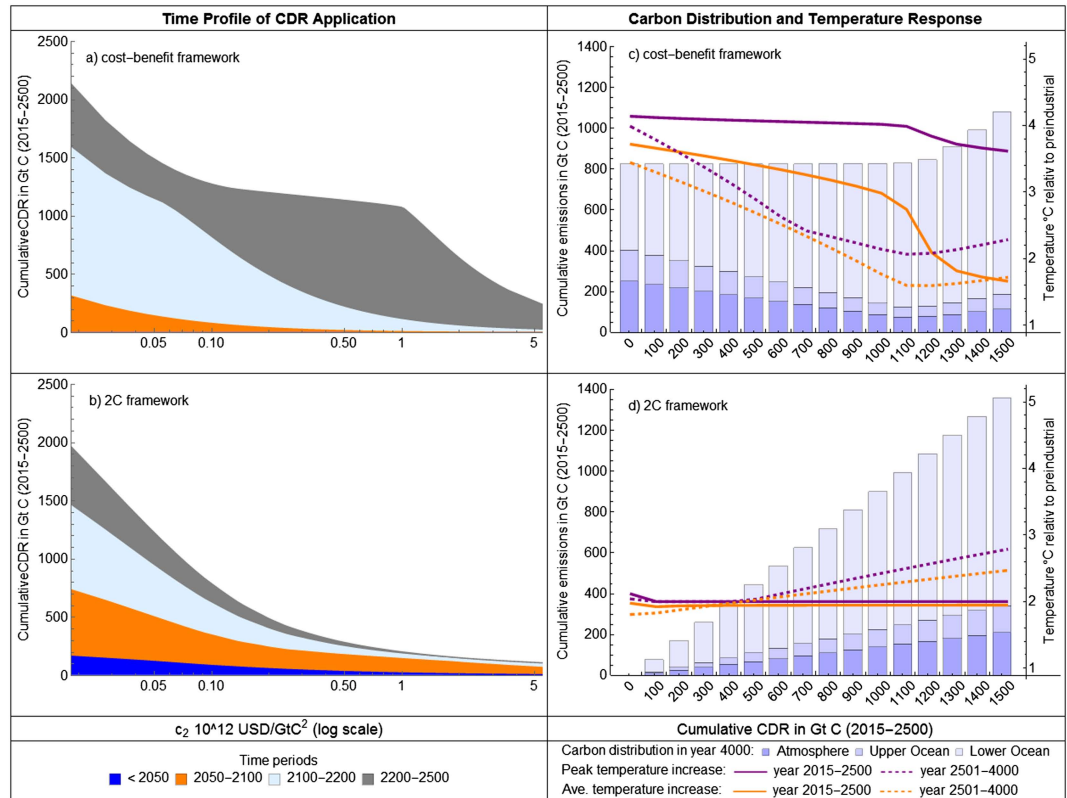 Time Profile of CDR Application
Carbon Distribution and Temperature Response
a) cost–benefit framework
CumulativeCDR in Gt C (2015–2500)
2500
2000
1500
1000
500
0
0.05 0.10 0.50 1 5
c) cost–benefit framework
Cumulative emissions in Gt C (2015–2500)
1400
1200
1000
800
600
400
200
0
0 100 200 300 400 500 600 700 800 900 1000 1100 1200 1300 1400 1500
5
4
3
2
1
Temperature °C relativ to preindustrial
b) 2C framework
CumulativeCDR in Gt C (2015–2500)
2500
2000
1500
1000
500
0
0.05 0.10 0.50 1 5
d) 2C framework
Cumulative emissions in Gt C (2015–2500)
1400
1200
1000
800
600
400
200
0
0 100 200 300 400 500 600 700 800 900 1000 1100 1200 1300 1400 1500
5
4
3
2
1
Temperature °C relativ to preindustrial
c₂ 10^12 USD/GtC² (log scale)
Cumulative CDR in Gt C (2015–2500)
Time periods
< 2050 2050–2100 2100–2200 2200–2500
Carbon distribution in year 4000: Atmosphere Upper Ocean Lower Ocean
Peak temperature increase: year 2015–2500 year 2501–4000
Ave. temperature increase: year 2015–2500 year 2501–4000